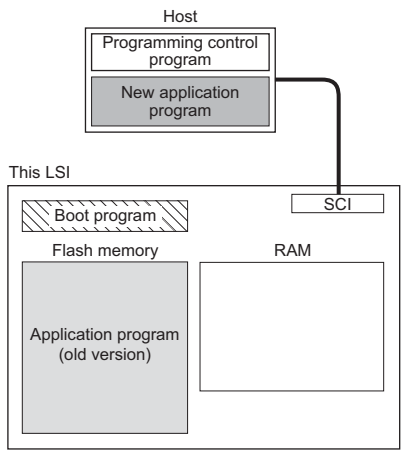 Host
Programming control
program
New application
program
This LSI
SCI
Boot program
Flash memory
RAM
Application program
(old version)